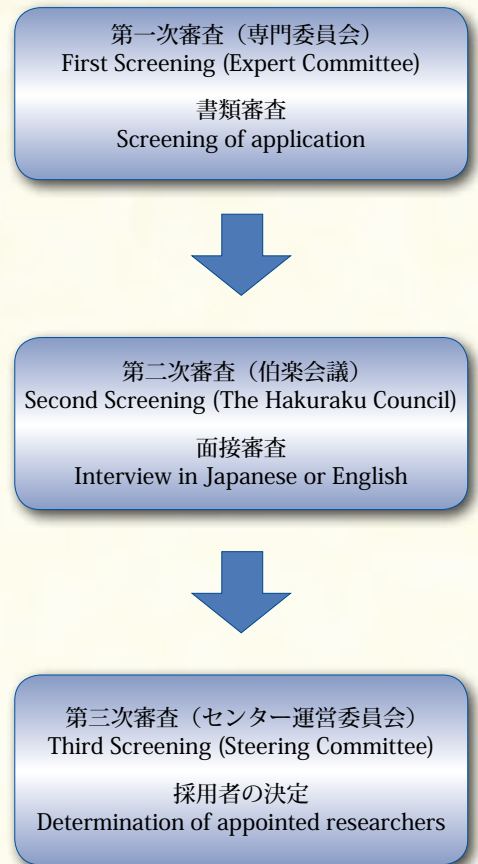 第一次審査（専門委員会）
First Screening (Expert Committee)
書類審査
Screening of application
第二次審査（伯楽会議）
Second Screening (The Hakuraku Council)
面接審査
Interview in Japanese or English
第三次審査（センター運営委員会）
Third Screening (Steering Committee)
採用者の決定
Determination of appointed researchers